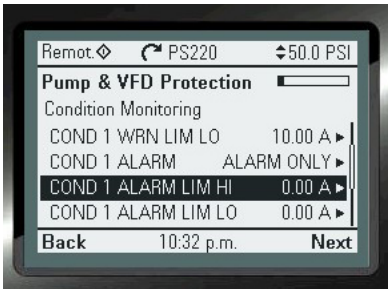 Remot. PS220 50.0 PSI
Pump & VFD Protection
Condition Monitoring
COND 1 WRN LIM LO 10.00 A
COND 1 ALARM ALARM ONLY
COND 1 ALARM LIM HI 0.00 A
COND 1 ALARM LIM LO 0.00 A
Back 10:32 p.m. Next